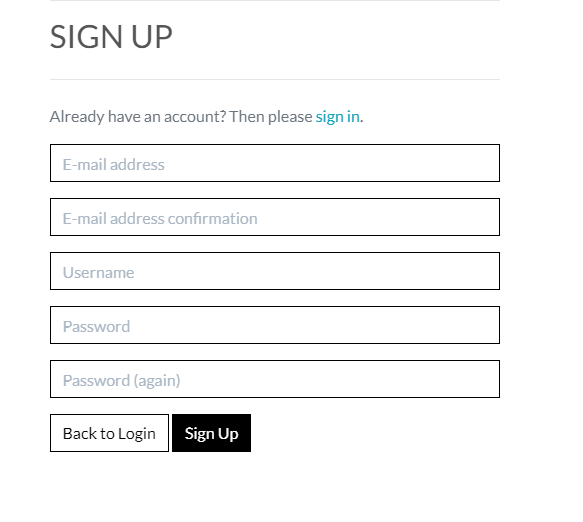 SIGN UP
Already have an account? Then please sign in.
E-mail address
E-mail address confirmation
Username
Password
Password (again)
Back to Login Sign Up